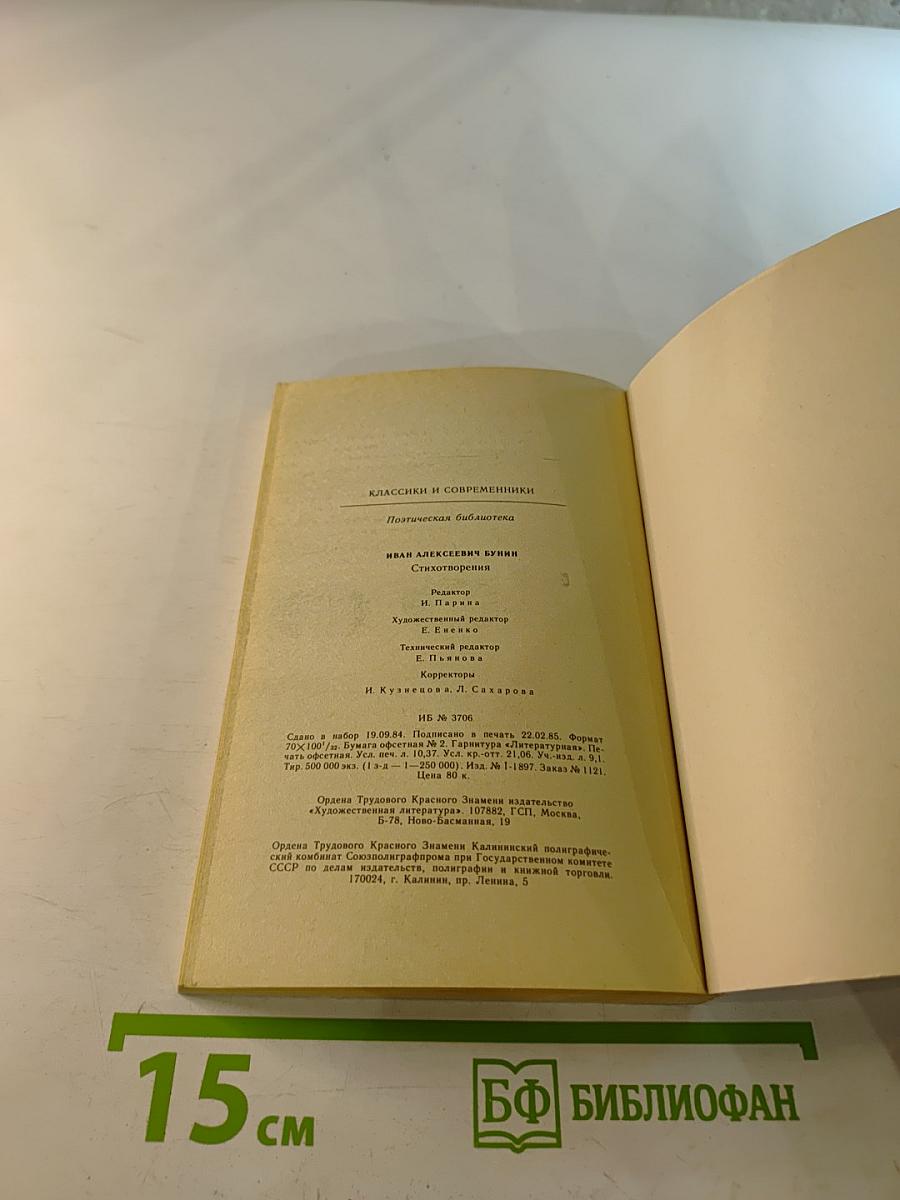 КЛАССИКИ И СОВРЕМЕННИКИ
Поэтическая библиотека
ИВАН АЛЕКСЕЕВИЧ БУНИН
Стихотворения
Редактор
И. Парина
Художественный редактор
Е. Ененко
Технический редактор
Е. Пьянова
Корректоры
И. Кузнецова, Л. Сахарова
ИБ № 3706
Сдано в набор 19.09.84. Подписано в печать 22.02.85. Формат
70×100¹/₃₂. Бумага офсетная № 2. Гарнитура «Литературная». Пе-
чать офсетная. Усл. печ. л. 10,37. Усл. кр.-отт. 21,06. Уч.-изд. л. 9,1.
Тир. 500 000 экз. (1 з-д — 1—250 000). Изд. № I-1897. Заказ № 1121.
Цена 80 к.
Ордена Трудового Красного Знамени издательство
«Художественная литература». 107882, ГСП, Москва,
Б-78, Ново-Басманная, 19
Ордена Трудового Красного Знамени Калининский полиграфиче-
ский комбинат Союзполиграфпрома при Государственном комитете
СССР по делам издательств, полиграфии и книжной торговли.
170024, г. Калинин, пр. Ленина, 5
15 см
БФ БИБЛИОФАН